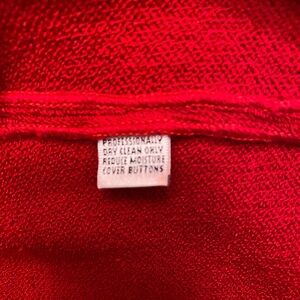 PROFESSIONALLY
DRY CLEAN ONLY
REDUCE MOISTURE
COVER BUTTONS